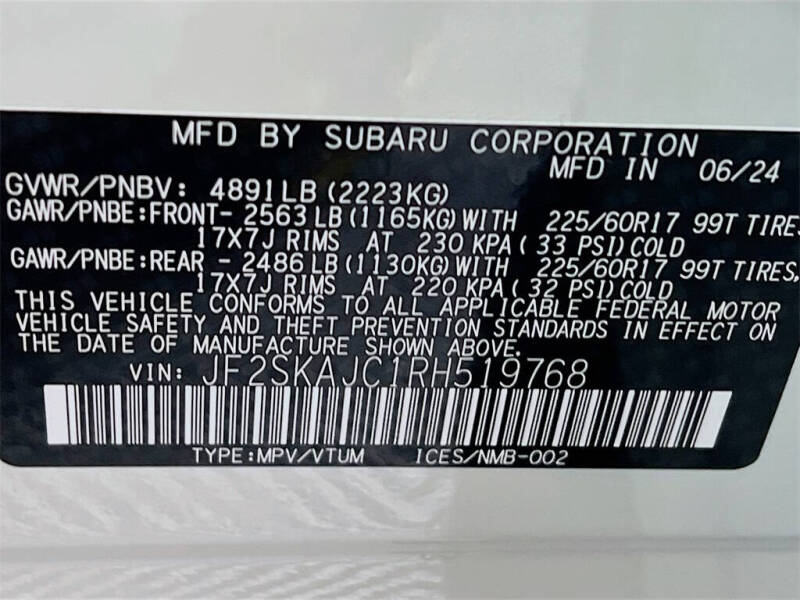 MFD BY SUBARU CORPORATION
MFD IN 06/24
GVWR/PNBV: 4891LB (2223KG)
GAWR/PNBE:FRONT- 2563 LB (1165KG) WITH 225/60R17 99T TIRES,
17X7J RIMS AT 230 KPA ( 33 PSI) COLD
GAWR/PNBE:REAR - 2486 LB (1130KG) WITH 225/60R17 99T TIRES,
17X7J RIMS AT 220 KPA ( 32 PSI) COLD
THIS VEHICLE CONFORMS TO ALL APPLICABLE FEDERAL MOTOR
VEHICLE SAFETY AND THEFT PREVENTION STANDARDS IN EFFECT ON
THE DATE OF MANUFACTURE SHOWN ABOVE.
VIN: JF2SKAJC1RH519768
TYPE:MPV/VTUM ICES/NMB-002